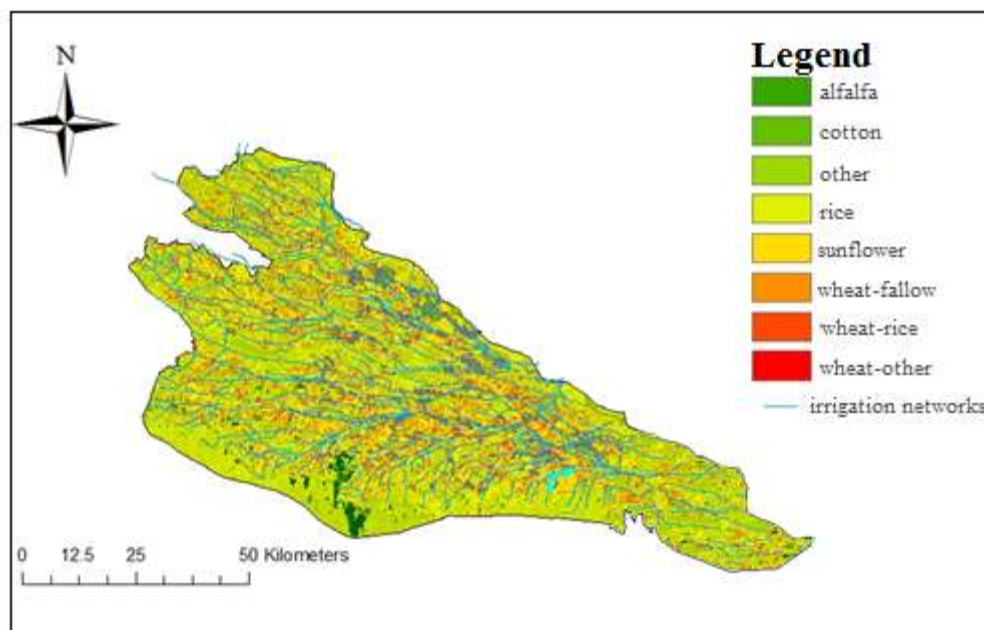 N
Legend
alfalfa
cotton
other
rice
sunflower
wheat-fallow
wheat-rice
wheat-other
irrigation networks
0 12.5 25 50 Kilometers